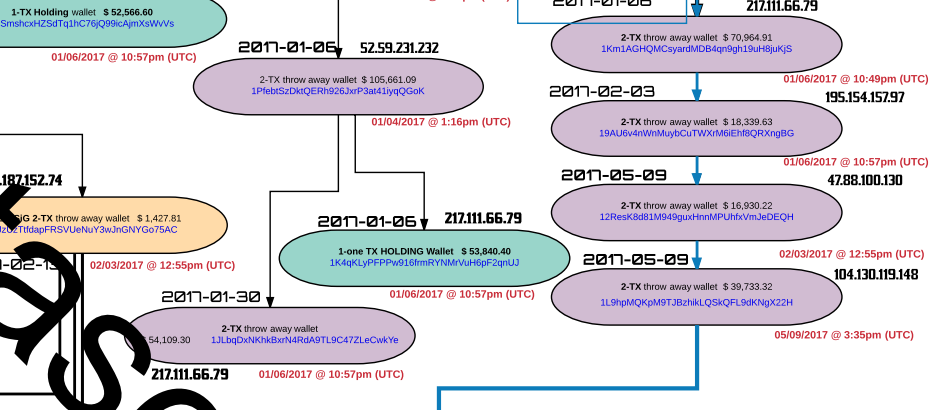 217.111.66.79
1-TX Holding wallet $ 52,566.60
SmshcxHZSdTq1hC76jQ99icAjmXsWvVs
01/06/2017 @ 10:57pm (UTC)
2017-01-06 52.59.231.232
2-TX throw away wallet $ 105,661.09
1PfebtSzDktQERh926JxrP3at41iyqQGoK
01/04/2017 @ 1:16pm (UTC)
2-TX throw away wallet $ 70,964.91
1Km1AGHQMCsyardMDB4qn9gh19uH8juKjS
01/06/2017 @ 10:49pm (UTC)
2017-02-03 195.154.157.97
2-TX throw away wallet $ 18,339.63
19AU6v4nWnMuybCuTWXrM6iEhf8QRXngBG
01/06/2017 @ 10:57pm (UTC)
2017-05-09 47.88.100.130
2-TX throw away wallet $ 16,930.22
12ResK8d81M949guxHnnMPUhfxVmJeDEQH
02/03/2017 @ 12:55pm (UTC)
2017-05-09 104.130.119.148
2-TX throw away wallet $ 39,733.32
1L9hpMQKpM9TJBzhikLQSkQFL9dKNgX22H
05/09/2017 @ 3:35pm (UTC)
.187.152.74
2-TX throw away wallet $ 1,427.81
TtfdapFRSVUeNuY3wJnGNYGo75AC
02/03/2017 @ 12:55pm (UTC)
2017-01-06 217.111.66.79
1-one TX HOLDING Wallet $ 53,840.40
1K4qKLyPFPPw916frmRYNMrVuH6pF2qnUJ
01/06/2017 @ 10:57pm (UTC)
2017-01-30
2-TX throw away wallet
54,109.30 1JLbqDxNKhkBxrN4RdA9TL9C47ZLeCwkYe
217.111.66.79 01/06/2017 @ 10:57pm (UTC)